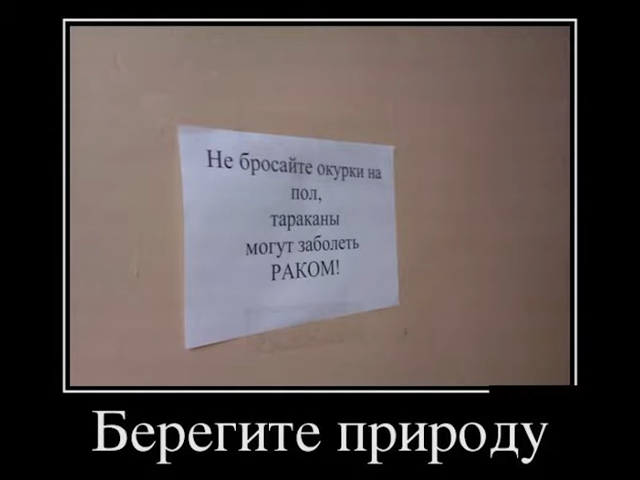 Не бросайте окурки на
пол,
тараканы
могут заболеть
РАКОМ!
Берегите природу